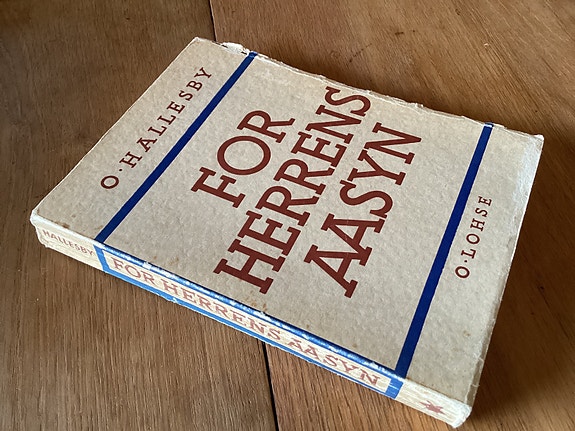 O·HALLESBY
FOR
HERRENS
AASYN
O·LOHSE
HALLESBY
FOR HERRENS AASYN